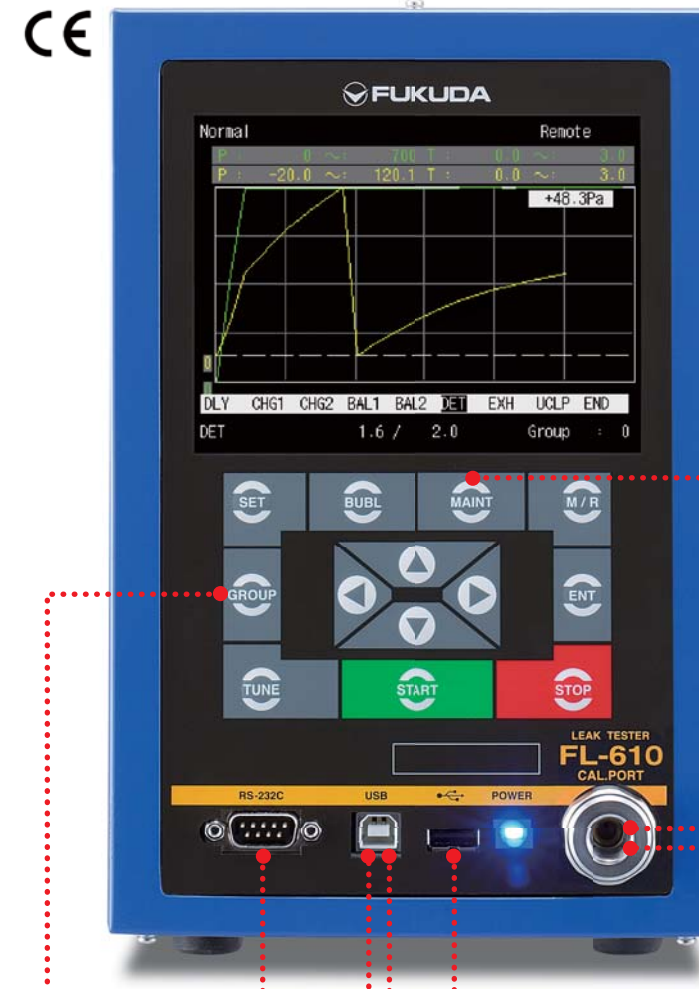 CE
FUKUDA
Normal Remote
P : 0 ~: 700 T : 0.0 ~: 3.0
P : -20.0 ~: 120.1 T : 0.0 ~: 3.0
+48.3Pa
0
DLY CHG1 CHG2 BAL1 BAL2 DET EXH UCLP END
DET 1.6 / 2.0 Group : 0
SET BUBL MAINT M / R
GROUP ENT
TUNE START STOP
LEAK TESTER
FL-610
CAL.PORT
RS-232C USB POWER